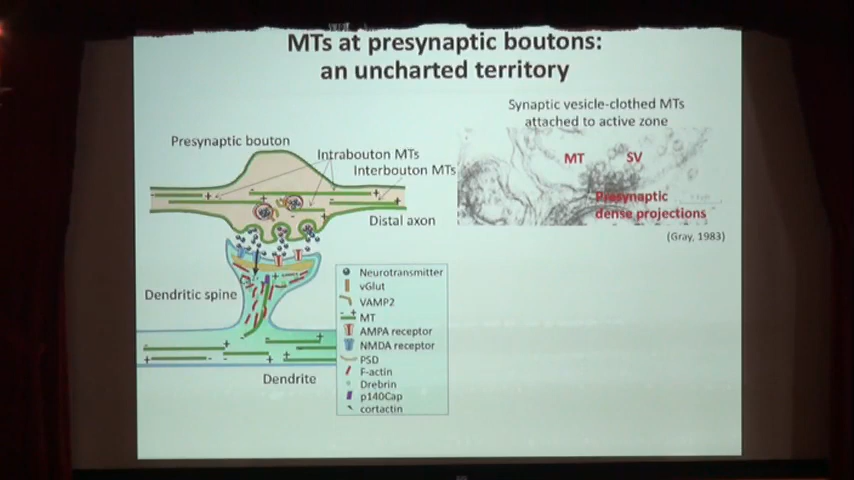 MTs at presynaptic boutons:
an uncharted territory
Synaptic vesicle-clothed MTs
attached to active zone
Presynaptic bouton
Intrabouton MTs
Interbouton MTs
MT
SV
Presynaptic
dense projections
(Gray, 1983)
Distal axon
Dendritic spine
Dendrite
Neurotransmitter
vGlut
VAMP2
MT
AMPA receptor
NMDA receptor
PSD
F-actin
Drebrin
p140Cap
cortactin